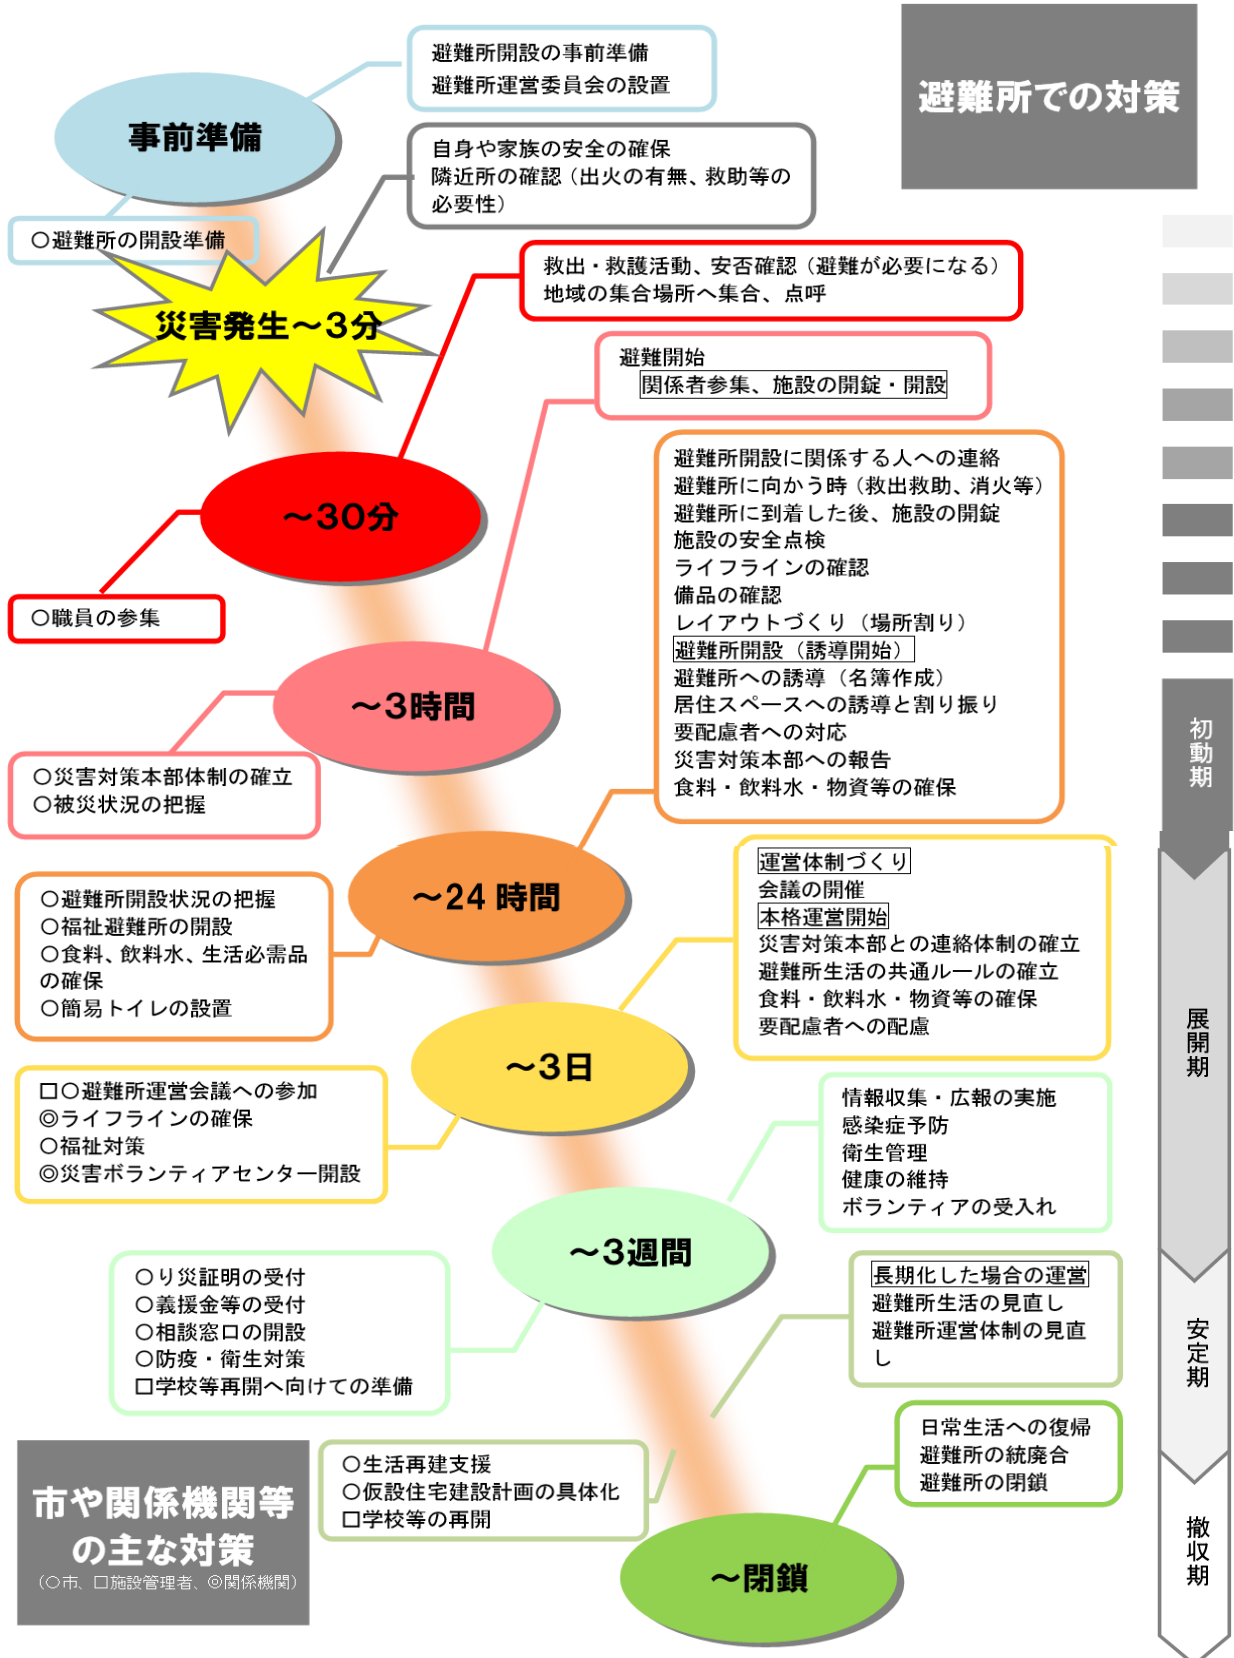 避難所での対策
避難所開設の事前準備
避難所運営委員会の設置
事前準備
自身や家族の安全の確保
隣近所の確認（出火の有無、救助等の
必要性）
○避難所の開設準備
災害発生～3分
救出・救護活動、安否確認（避難が必要になる）
地域の集合場所へ集合、点呼
避難開始
関係者参集、施設の開錠・開設
～30分
○職員の参集
避難所開設に関係する人への連絡
避難所に向かう時（救出救助、消火等）
避難所に到着した後、施設の開錠
施設の安全点検
ライフラインの確認
備品の確認
レイアウトづくり（場所割り）
避難所開設（誘導開始）
避難所への誘導（名簿作成）
居住スペースへの誘導と割り振り
要配慮者への対応
災害対策本部への報告
食料・飲料水・物資等の確保
～3時間
○災害対策本部体制の確立
○被災状況の把握
初動期
～24時間
○避難所開設状況の把握
○福祉避難所の開設
○食料、飲料水、生活必需品
の確保
○簡易トイレの設置
運営体制づくり
会議の開催
本格運営開始
災害対策本部との連絡体制の確立
避難所生活の共通ルールの確立
食料・飲料水・物資等の確保
要配慮者への配慮
展開期
～3日
□○避難所運営会議への参加
◎ライフラインの確保
○福祉対策
◎災害ボランティアセンター開設
情報収集・広報の実施
感染症予防
衛生管理
健康の維持
ボランティアの受入れ
～3週間
○り災証明の受付
○義援金等の受付
○相談窓口の開設
○防疫・衛生対策
□学校等再開へ向けての準備
長期化した場合の運営
避難所生活の見直し
避難所運営体制の見直
し
安定期
○生活再建支援
○仮設住宅建設計画の具体化
□学校等の再開
日常生活への復帰
避難所の統廃合
避難所の閉鎖
撤収期
～閉鎖
市や関係機関等
の主な対策
（○市、□施設管理者、◎関係機関）